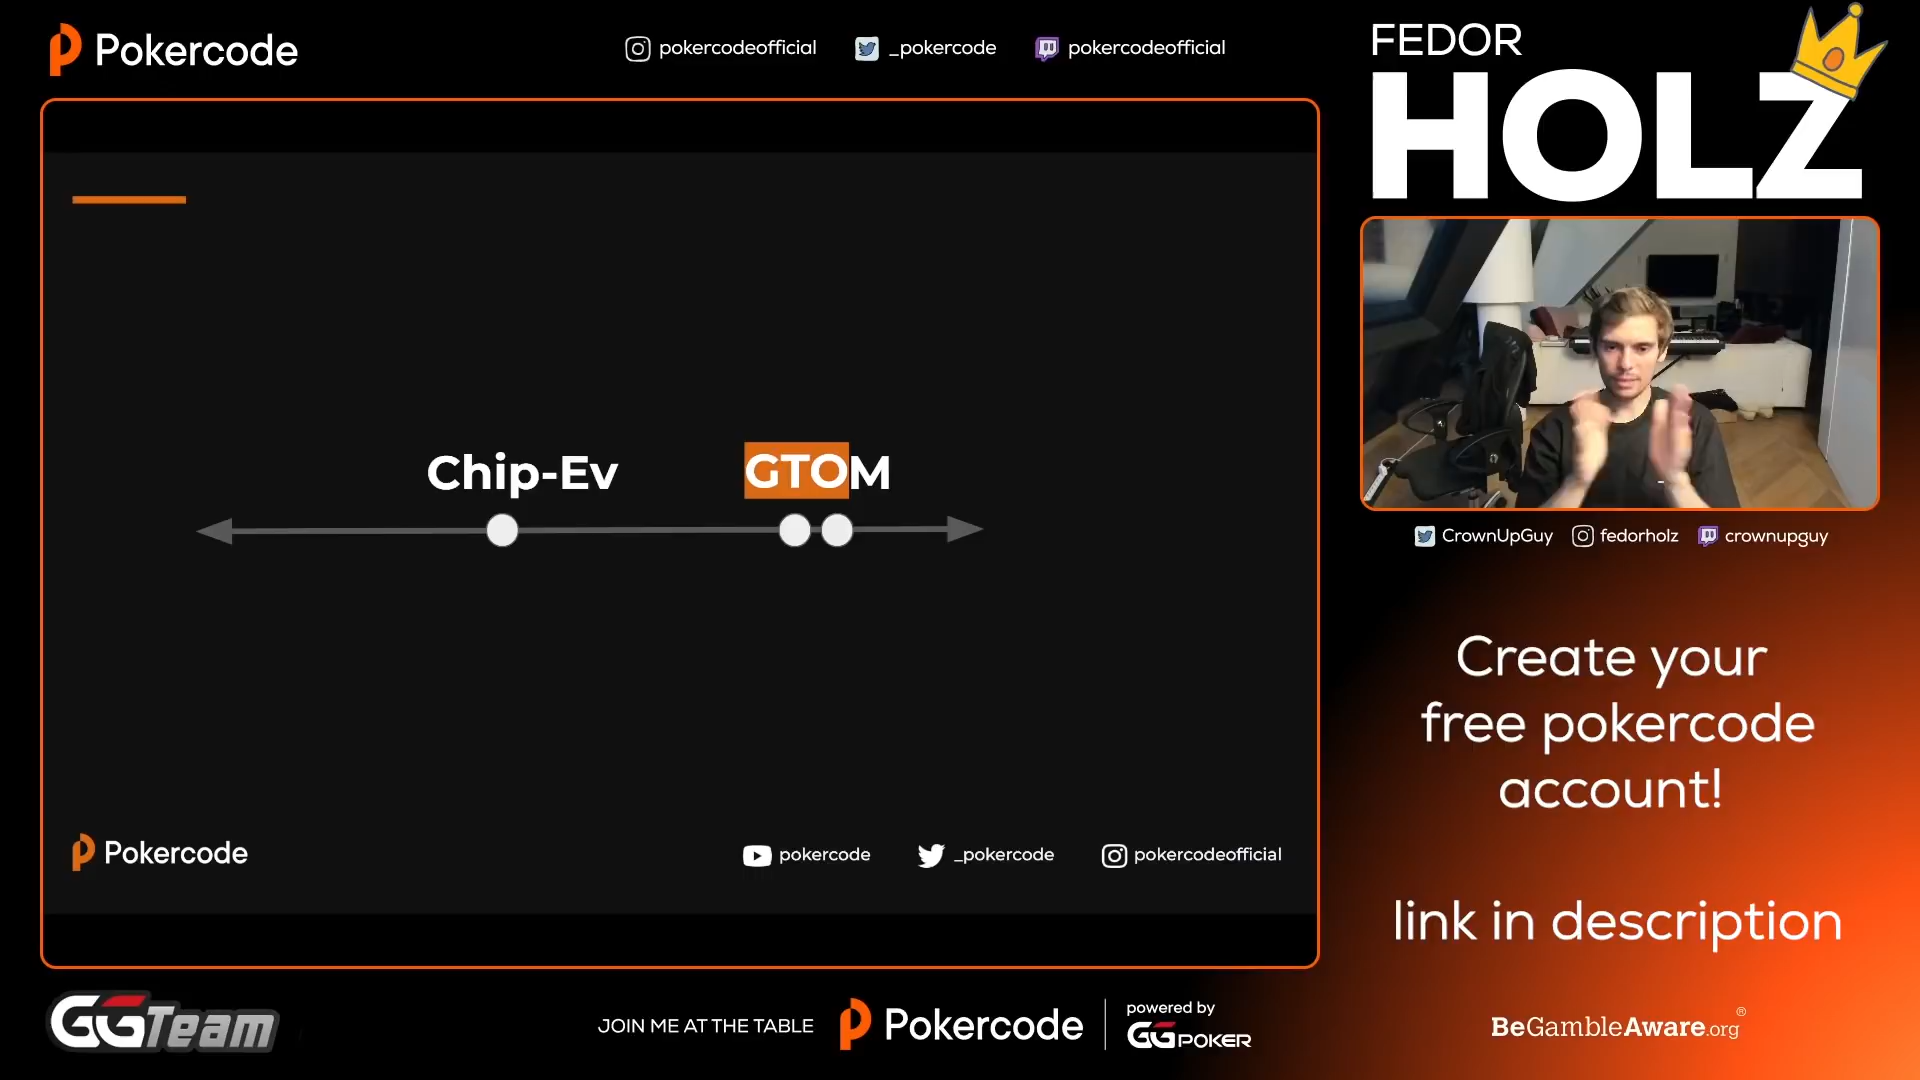 Pokercode
pokercodeofficial
_pokercode
pokercodeofficial
FEDOR
HOLZ
Chip-Ev
GTOM
CrownUpGuy
fedorholz
crownupguy
Create your
free pokercode
account!
link in description
Pokercode
pokercode
_pokercode
pokercodeofficial
GGTeam
JOIN ME AT THE TABLE
Pokercode
powered by
GGPOKER
BeGambleAware.org®